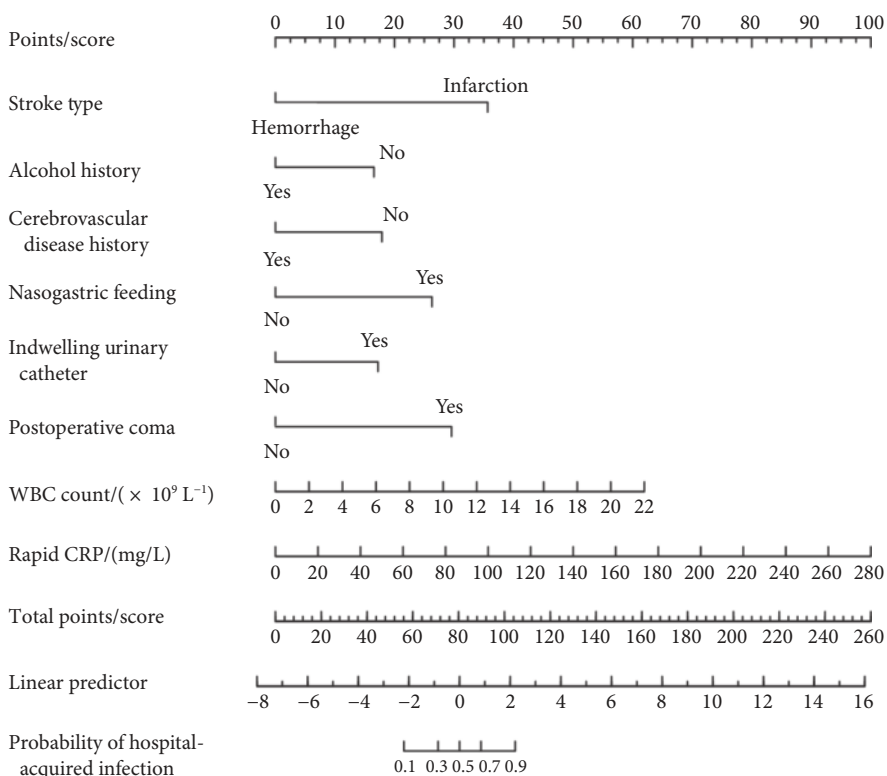 Points/score
0 10 20 30 40 50 60 70 80 90 100
Stroke type
Infarction
Hemorrhage
Alcohol history
No
Yes
Cerebrovascular
disease history
No
Yes
Nasogastric feeding
Yes
No
Indwelling urinary
catheter
Yes
No
Postoperative coma
Yes
No
WBC count/( × 10⁹ L⁻¹)
0 2 4 6 8 10 12 14 16 18 20 22
Rapid CRP/(mg/L)
0 20 40 60 80 100 120 140 160 180 200 220 240 260 280
Total points/score
0 20 40 60 80 100 120 140 160 180 200 220 240 260
Linear predictor
−8 −6 −4 −2 0 2 4 6 8 10 12 14 16
Probability of hospital-
acquired infection
0.1 0.3 0.5 0.7 0.9